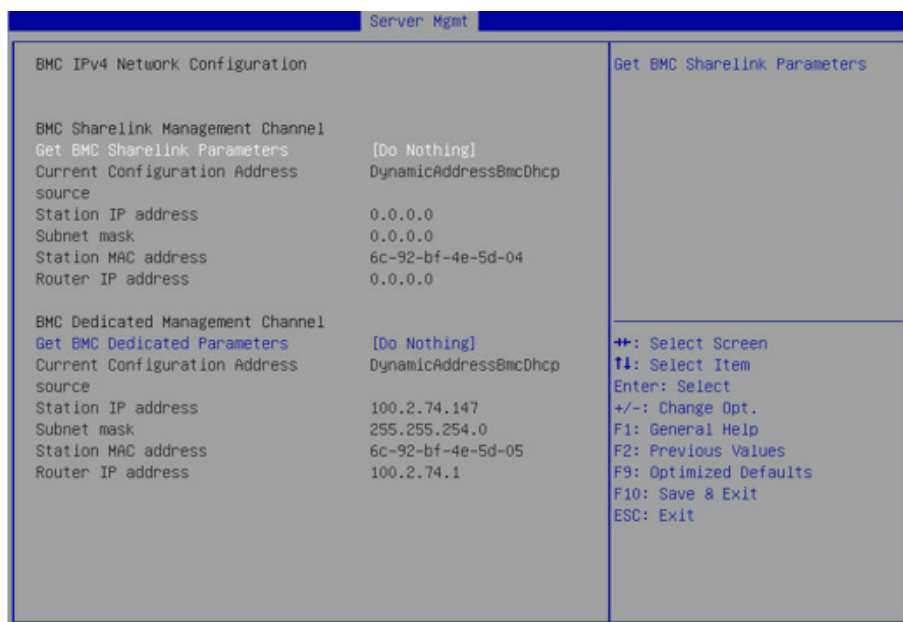 Server Mgmt
BMC IPv4 Network Configuration
BMC Sharelink Management Channel
Get BMC Sharelink Parameters [Do Nothing]
Current Configuration Address DynamicAddressBmcDhcp
source
Station IP address 0.0.0.0
Subnet mask 0.0.0.0
Station MAC address 6c-92-bf-4e-5d-04
Router IP address 0.0.0.0
BMC Dedicated Management Channel
Get BMC Dedicated Parameters [Do Nothing]
Current Configuration Address DynamicAddressBmcDhcp
source
Station IP address 100.2.74.147
Subnet mask 255.255.254.0
Station MAC address 6c-92-bf-4e-5d-05
Router IP address 100.2.74.1
Get BMC Sharelink Parameters
→←: Select Screen
↑↓: Select Item
Enter: Select
+/-: Change Opt.
F1: General Help
F2: Previous Values
F9: Optimized Defaults
F10: Save & Exit
ESC: Exit